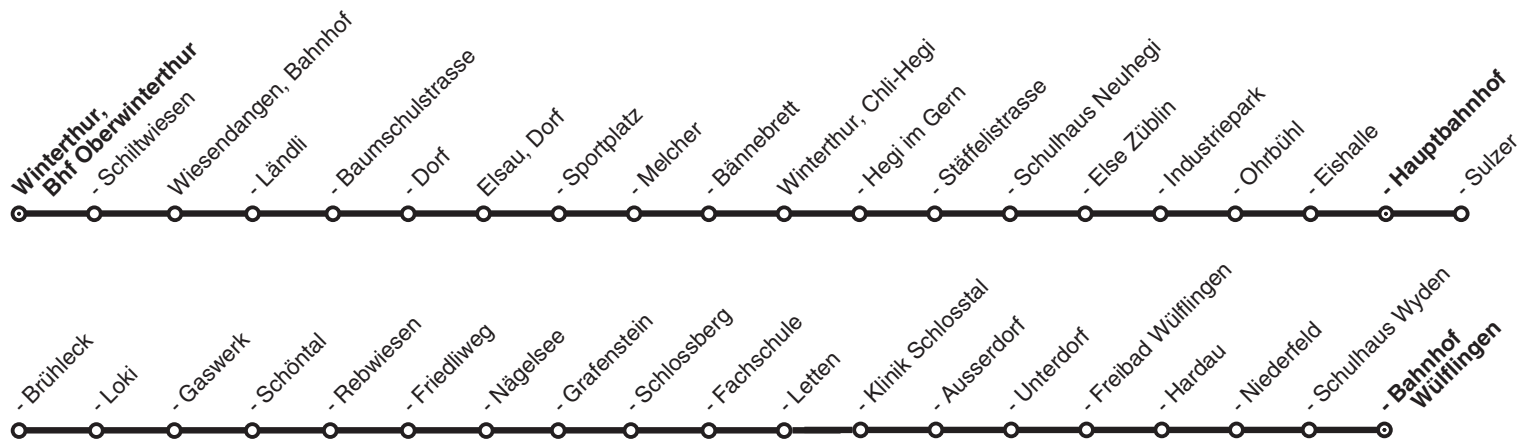 Winterthur,
Bhf Oberwinterthur
- Schiltwiesen
Wiesendangen, Bahnhof
- Ländli
- Baumschulstrasse
- Dorf
Elsau, Dorf
- Sportplatz
- Melcher
- Bännebrett
Winterthur, Chli-Hegi
- Hegi im Gern
- Stäffelistrasse
- Schulhaus Neuhegi
- Else Züblin
- Industriepark
- Ohrbühl
- Eishalle
- Hauptbahnhof
- Sulzer
- Brühleck
- Loki
- Gaswerk
- Schöntal
- Rebwiesen
- Friedliweg
- Nägelsee
- Grafenstein
- Schlossberg
- Fachschule
- Letten
- Klinik Schlosstal
- Ausserdorf
- Unterdorf
- Freibad Wülflingen
- Hardau
- Niederfeld
- Schulhaus Wyden
- Bahnhof
Wülflingen